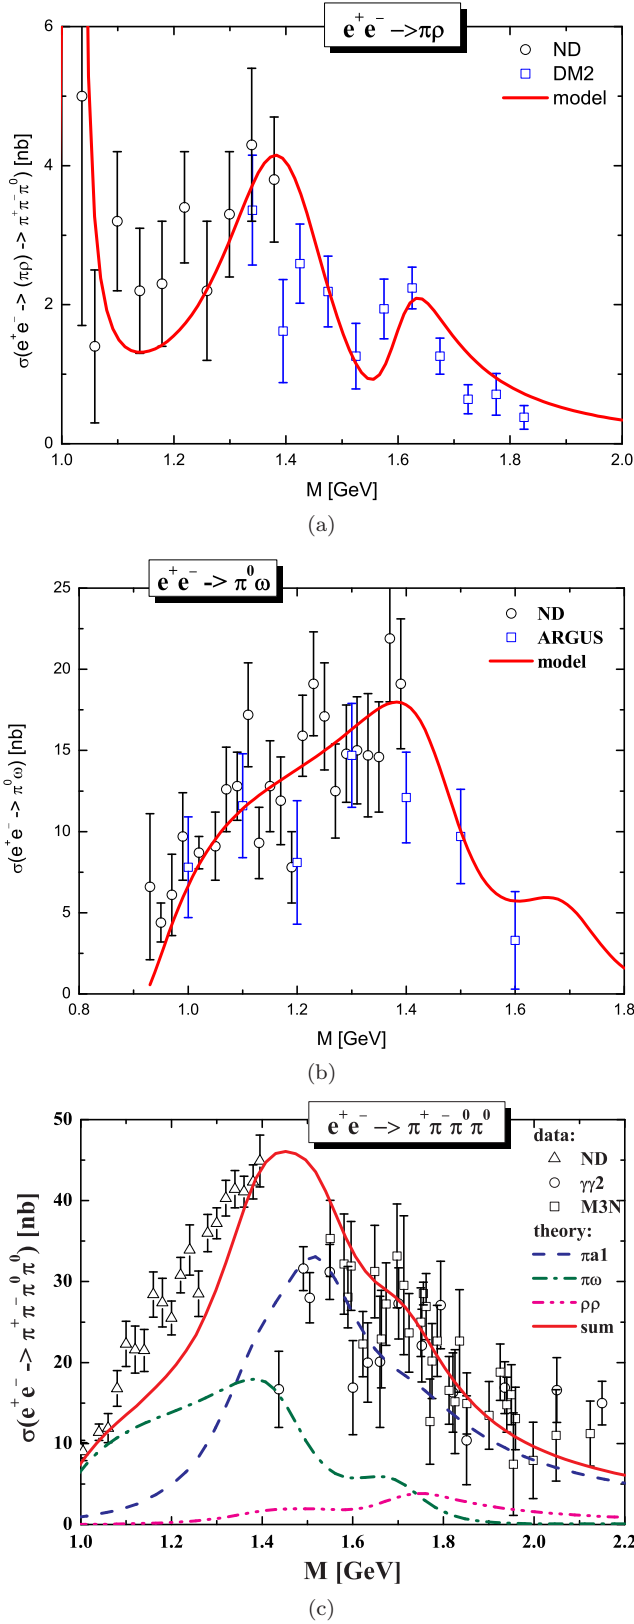 e⁺e⁻ −>πρ
6
ND
DM2
model
4
2
0
σ(e⁺e⁻ -> (πρ) -> π⁺π⁻π⁰) [nb]
1.0 1.2 1.4 1.6 1.8 2.0
M [GeV]
(a)
e⁺e⁻ -> π⁰ω
25
ND
ARGUS
model
20
15
10
5
0
σ(e⁺e⁻ -> π⁰ω) [nb]
0.8 1.0 1.2 1.4 1.6 1.8
M [GeV]
(b)
e⁺e⁻ −> π⁺π⁻π⁰π⁰
50
data:
ND
γγ2
M3N
theory:
πa1
πω
ρρ
sum
40
30
20
10
0
σ(e⁺e⁻ -> π⁺π⁻π⁰π⁰) [nb]
1.0 1.2 1.4 1.6 1.8 2.0 2.2
M [GeV]
(c)